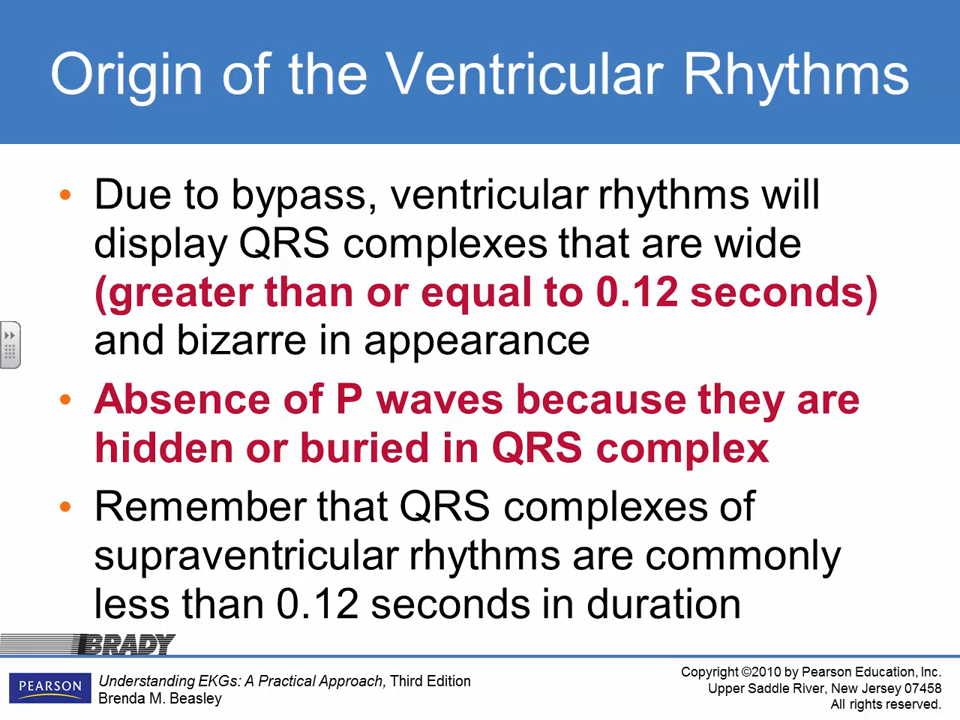 Origin of the Ventricular Rhythms
• Due to bypass, ventricular rhythms will
display QRS complexes that are wide
(greater than or equal to 0.12 seconds)
and bizarre in appearance
• Absence of P waves because they are
hidden or buried in QRS complex
• Remember that QRS complexes of
supraventricular rhythms are commonly
less than 0.12 seconds in duration
BRADY
PEARSON
Understanding EKGs: A Practical Approach, Third Edition
Brenda M. Beasley
Copyright ©2010 by Pearson Education, Inc.
Upper Saddle River, New Jersey 07458
All rights reserved.